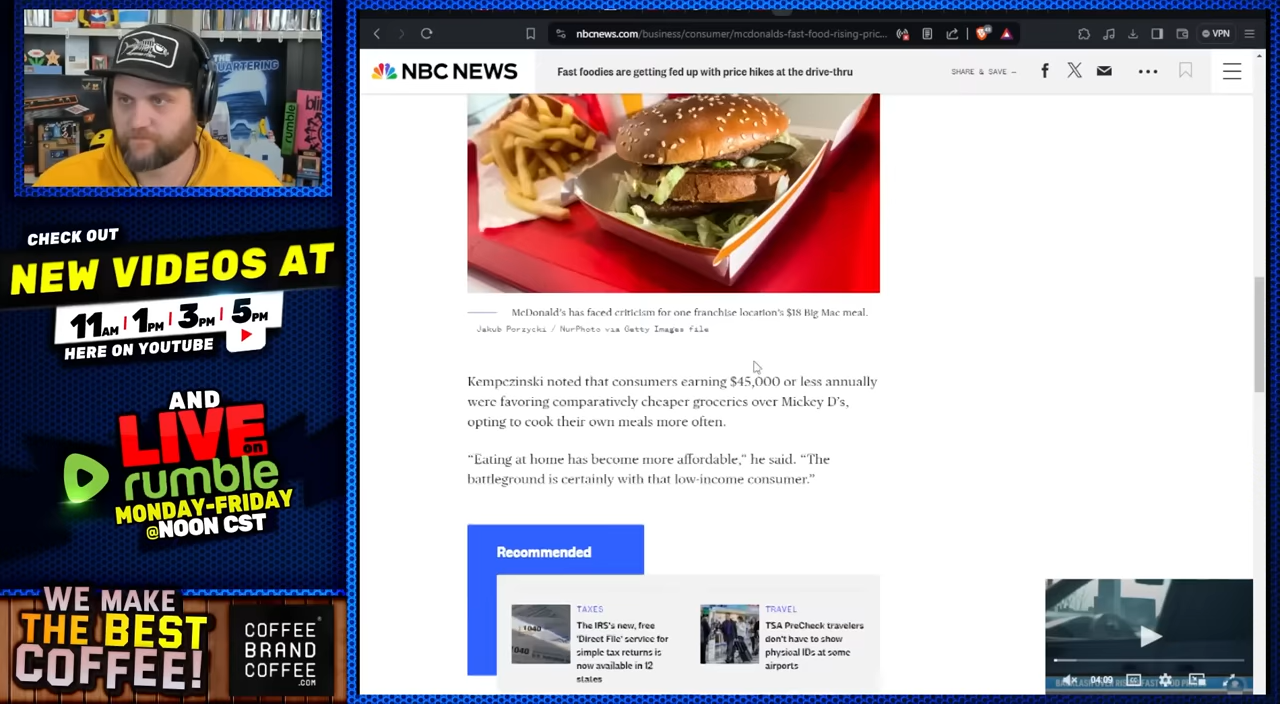 THE
QUARTERING
rumble
CHECK OUT
NEW VIDEOS AT
11AM | 1PM | 3PM | 5PM
HERE ON YOUTUBE
AND
LIVE on
rumble
MONDAY-FRIDAY
@NOON CST
WE MAKE
THE BEST
COFFEE!
COFFEE
BRAND
COFFEE
.COM
nbcnews.com/business/consumer/mcdonalds-fast-food-rising-pric...
VPN
NBC NEWS
Fast foodies are getting fed up with price hikes at the drive-thru
SHARE & SAVE —
McDonald's has faced criticism for one franchise location's $18 Big Mac meal.
Jakub Porzycki / NurPhoto via Getty Images file
Kempczinski noted that consumers earning $45,000 or less annually
were favoring comparatively cheaper groceries over Mickey D's,
opting to cook their own meals more often.
“Eating at home has become more affordable,” he said. “The
battleground is certainly with that low-income consumer.”
Recommended
TAXES
The IRS's new, free
'Direct File' service for
simple tax returns is
now available in 12
states
TRAVEL
TSA PreCheck travelers
don't have to show
physical IDs at some
airports
1040
04:09